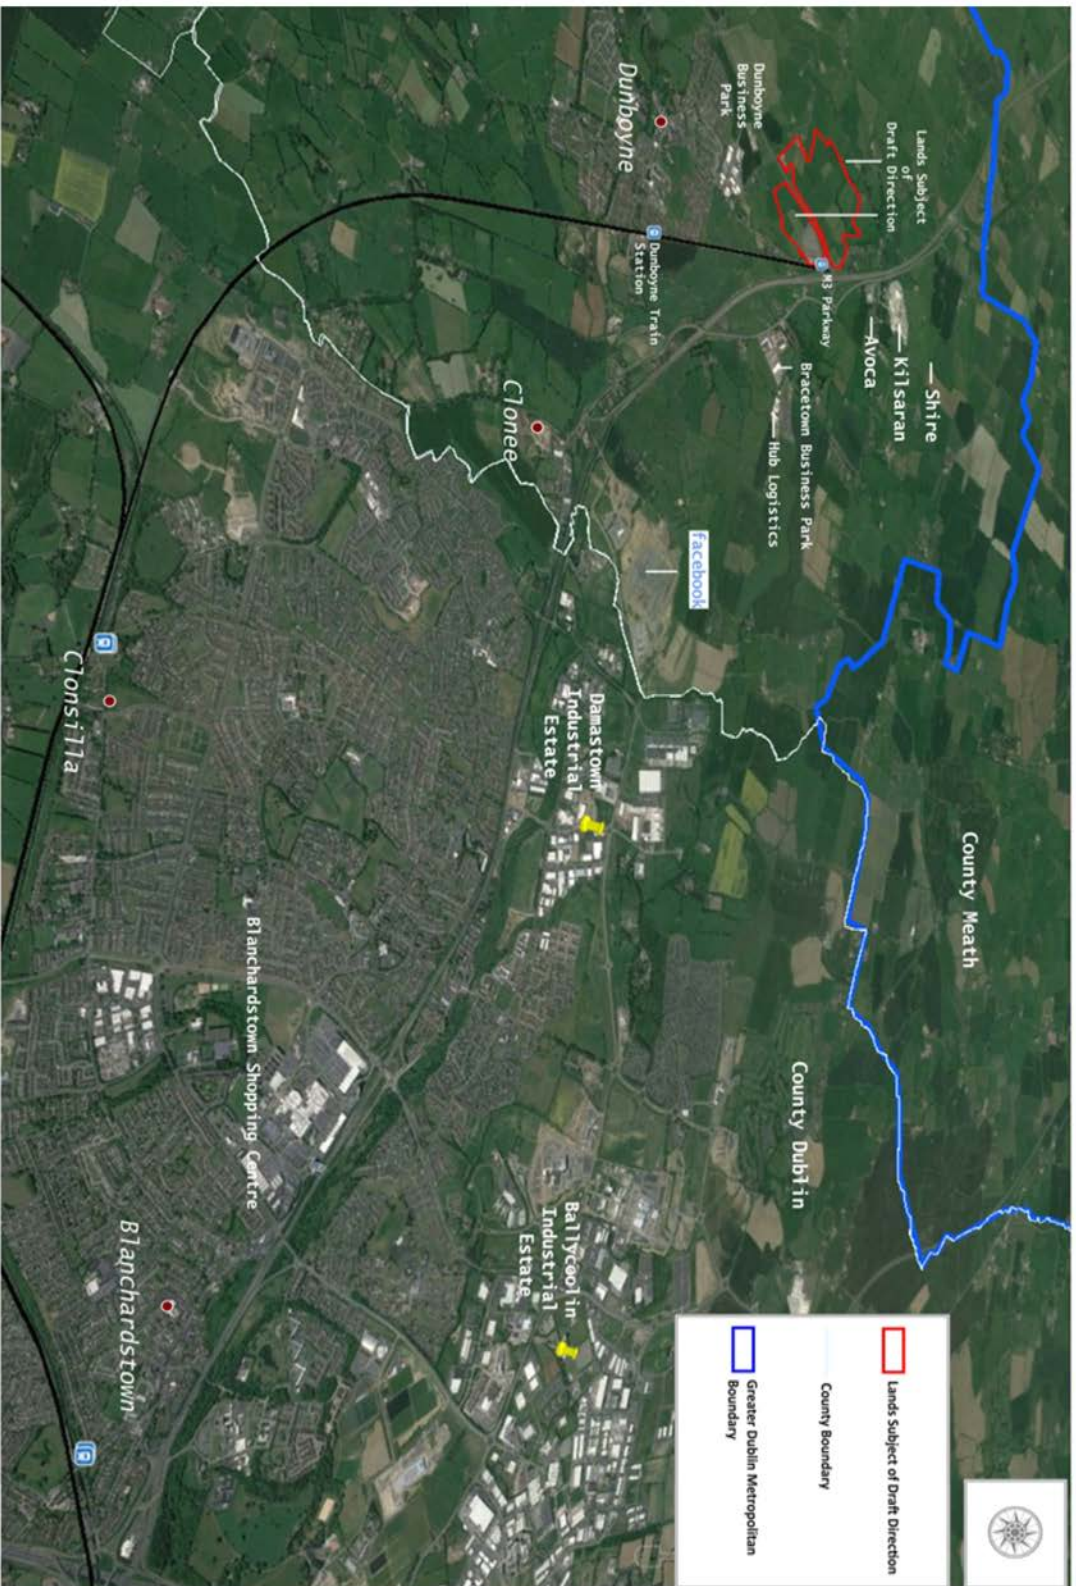 County Meath
County Dublin
Lands Subject
of
Draft Direction
Dunboyne
Business
Park
Dunboyne
M3 Parkway
Dunboyne Train
Station
Shire
Kilsaran
Avoca
Bracetown Business Park
Hub Logistics
Clonee
facebook
Damastown
Industrial
Estate
Clonsilla
Blanchardstown Shopping Centre
Ballycoolin
Industrial
Estate
Blanchardstown
Lands Subject of Draft Direction
County Boundary
Greater Dublin Metropolitan
Boundary